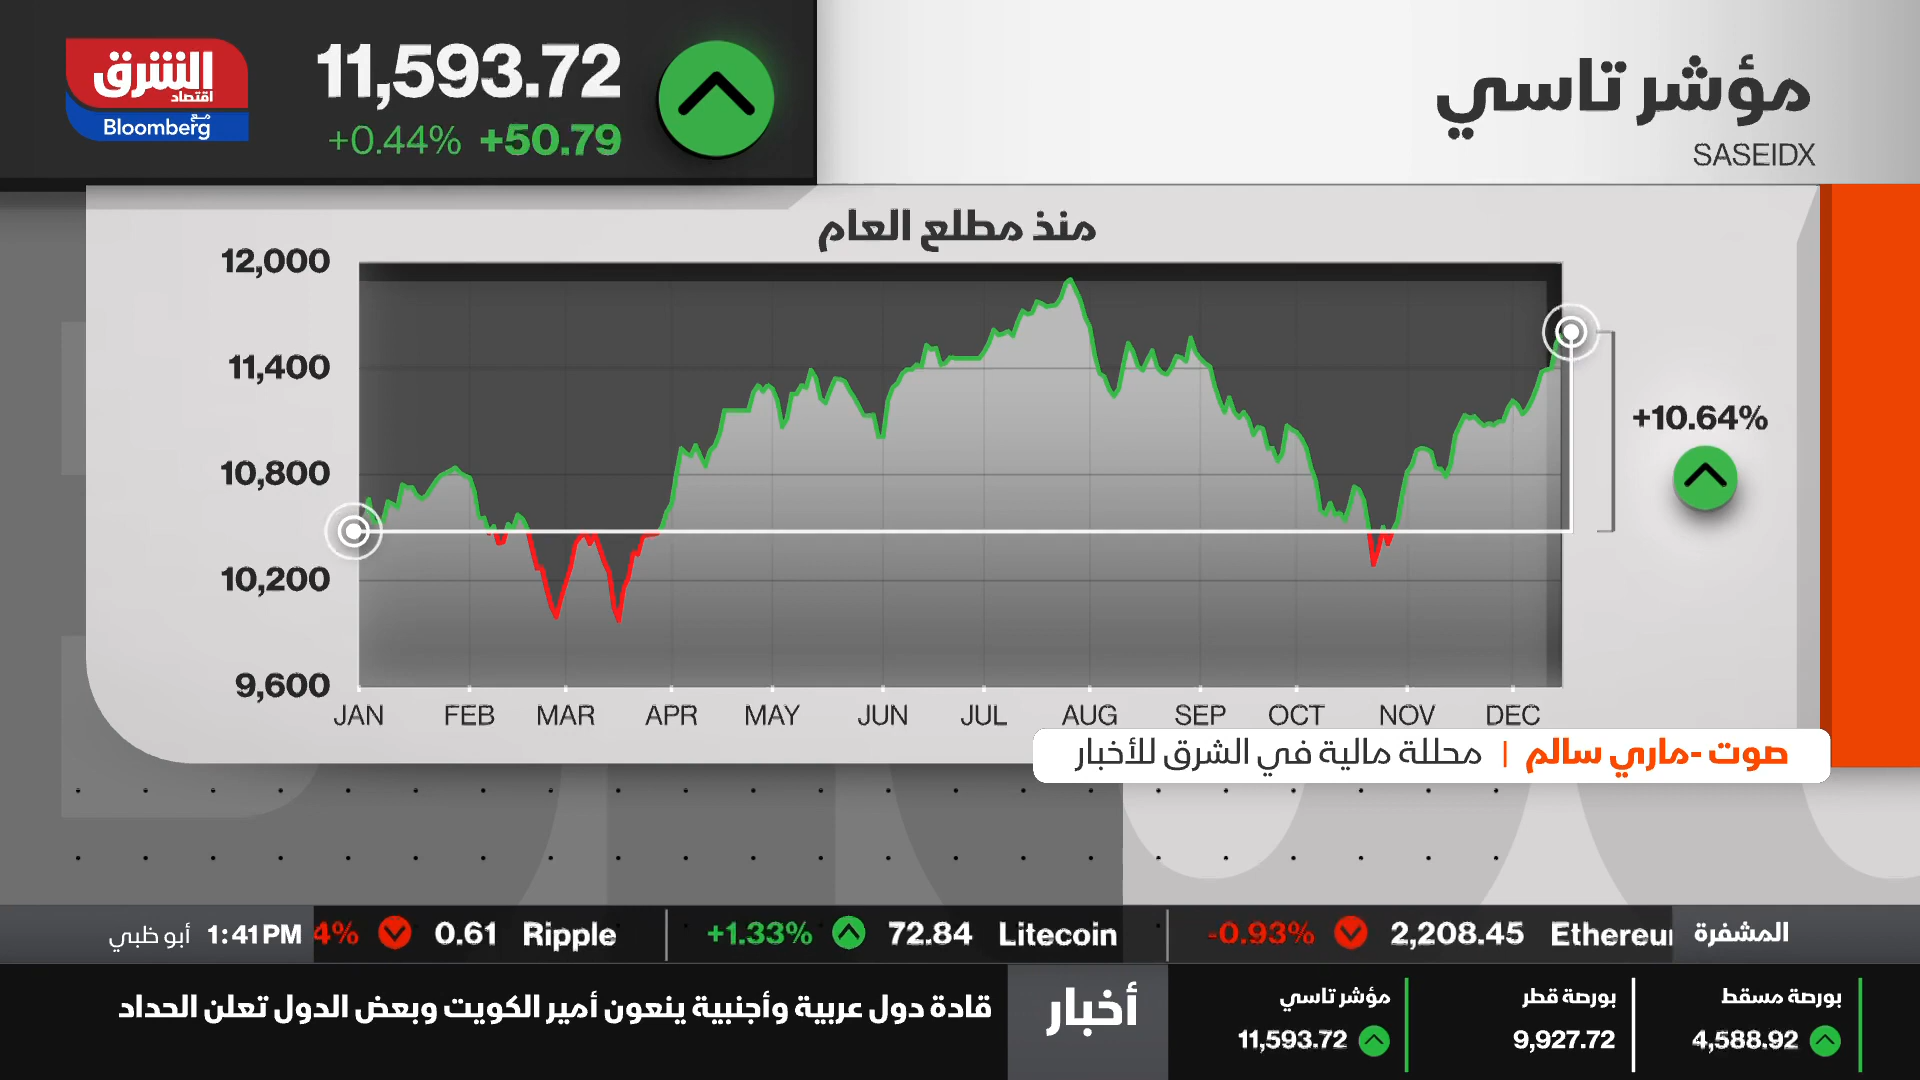 الشرق
اقتصاد
مع
Bloomberg
11,593.72
+0.44% +50.79
مؤشر تاسي
SASEIDX
منذ مطلع العام
12,000
11,400
10,800
10,200
9,600
JAN FEB MAR APR MAY JUN JUL AUG SEP OCT NOV DEC
+10.64%
صوت -ماري سالم | محللة مالية في الشرق للأخبار
المشفرة
-0.93% 2,208.45 Ethereu
+1.33% 72.84 Litecoin
4% 0.61 Ripple
أبو ظبي 1:41PM
بورصة مسقط
4,588.92
بورصة قطر
9,927.72
مؤشر تاسي
11,593.72
أخبار
قادة دول عربية وأجنبية ينعون أمير الكويت وبعض الدول تعلن الحداد